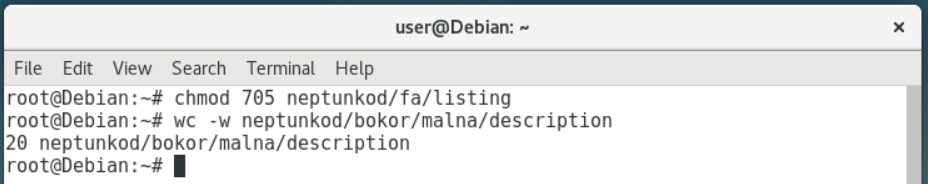 user@Debian: ~
File Edit View Search Terminal Help
root@Debian:~# chmod 705 neptunkod/fa/listing
root@Debian:~# wc -w neptunkod/bokor/malna/description
20 neptunkod/bokor/malna/description
root@Debian:~#